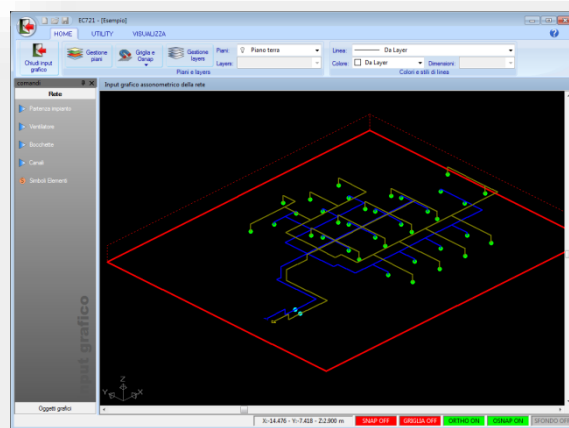 EC721 - [Esempio]
HOME UTILITY VISUALIZZA
Chiudi input grafico
Gestione piani
Griglia e Osnap
Gestione layers
Piani: Piano terra
Layers:
Piani e layers
Linea: Da Layer
Colore: Da Layer Dimensioni:
Colori e stili di linea
comandi
Rete
Input grafico assonometrico della rete
Partenza impianto
Ventilatore
Bocchette
Canali
Simboli Elementi
input grafico
Oggetti grafici
Z
Y X
X:-14.476 - Y:-7.418 - Z:2.900 m
SNAP OFF GRIGLIA OFF ORTHO ON OSNAP ON SFONDO OFF